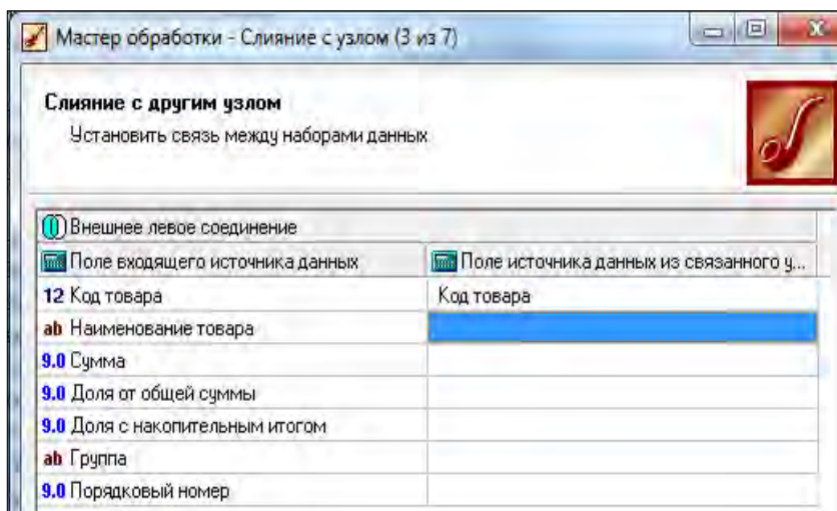 Мастер обработки - Слияние с узлом (3 из 7)
Слияние с другим узлом
Установить связь между наборами данных
Внешнее левое соединение
Поле входящего источника данных Поле источника данных из связанного у...
12 Код товара Код товара
ab Наименование товара
9.0 Сумма
9.0 Доля от общей суммы
9.0 Доля с накопительным итогом
ab Группа
9.0 Порядковый номер